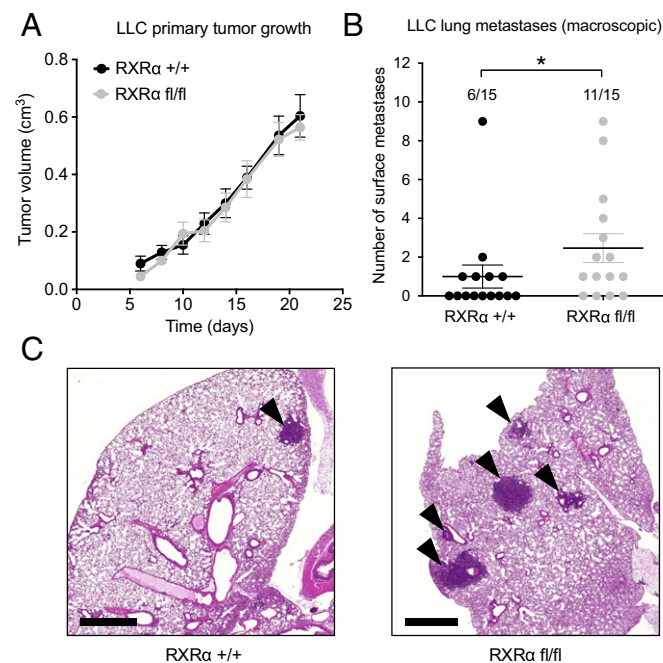 A
LLC primary tumor growth
RXRα +/+
RXRα fl/fl
Tumor volume (cm³)
0.8
0.6
0.4
0.2
0.0
0 5 10 15 20 25
Time (days)
B
LLC lung metastases (macroscopic)
*
6/15 11/15
Number of surface metastases
12
10
8
6
4
2
0
RXRα +/+ RXRα fl/fl
C
RXRα +/+ RXRα fl/fl